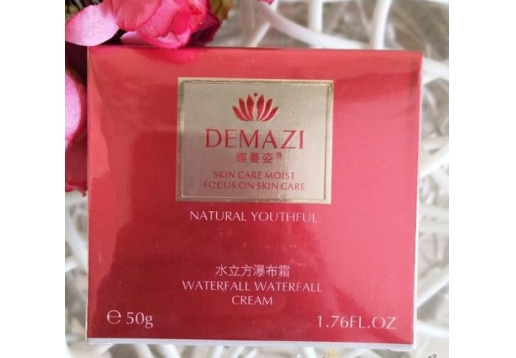 DEMAZI
蝶蔓姿®
SKIN CARE MOIST
FOCUS ON SKIN CARE
NATURAL YOUTHFUL
水立方瀑布霜
WATERFALL WATERFALL
CREAM
℮ 50g
1.76FL.OZ